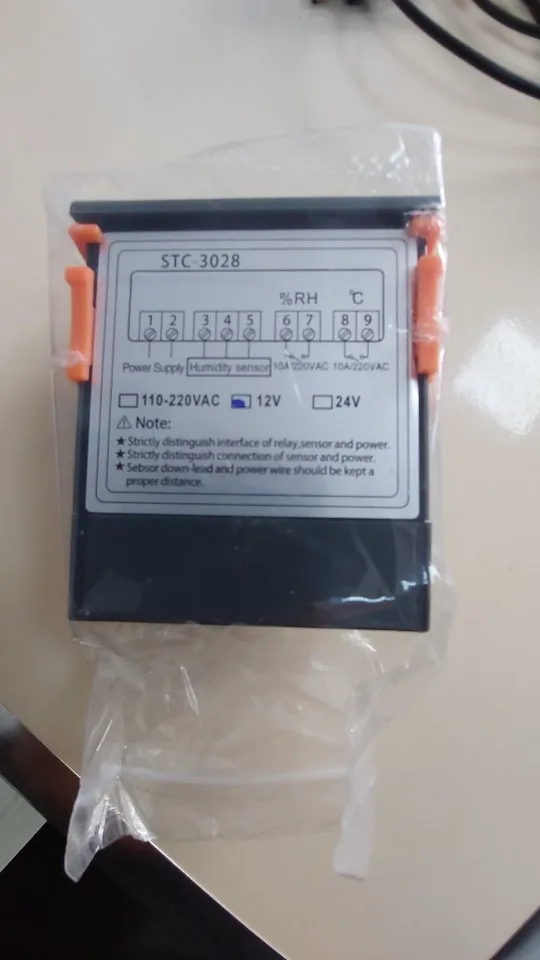 STC-3028
%RH ℃
1 2 3 4 5 6 7 8 9
Power Supply Humidity sensor 10A/220VAC 10A/220VAC
110-220VAC 12V 24V
⚠ Note:
★ Strictly distinguish interface of relay,sensor and power.
★ Strictly distinguish connection of sensor and power.
★ Sebsor down-lead and power wire should be kept a
proper distance.